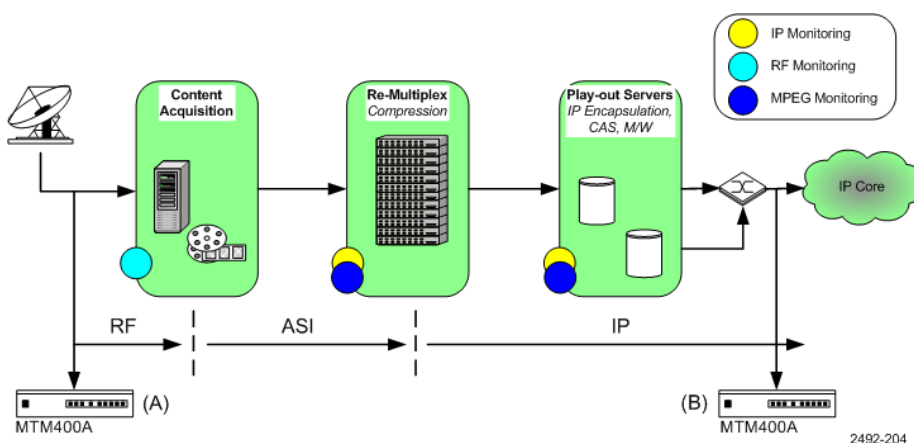 IP Monitoring
RF Monitoring
MPEG Monitoring
Content
Acquisition
Re-Multiplex
Compression
Play-out Servers
IP Encapsulation,
CAS, M/W
IP Core
RF
ASI
IP
(A)
MTM400A
(B)
MTM400A
2492-204